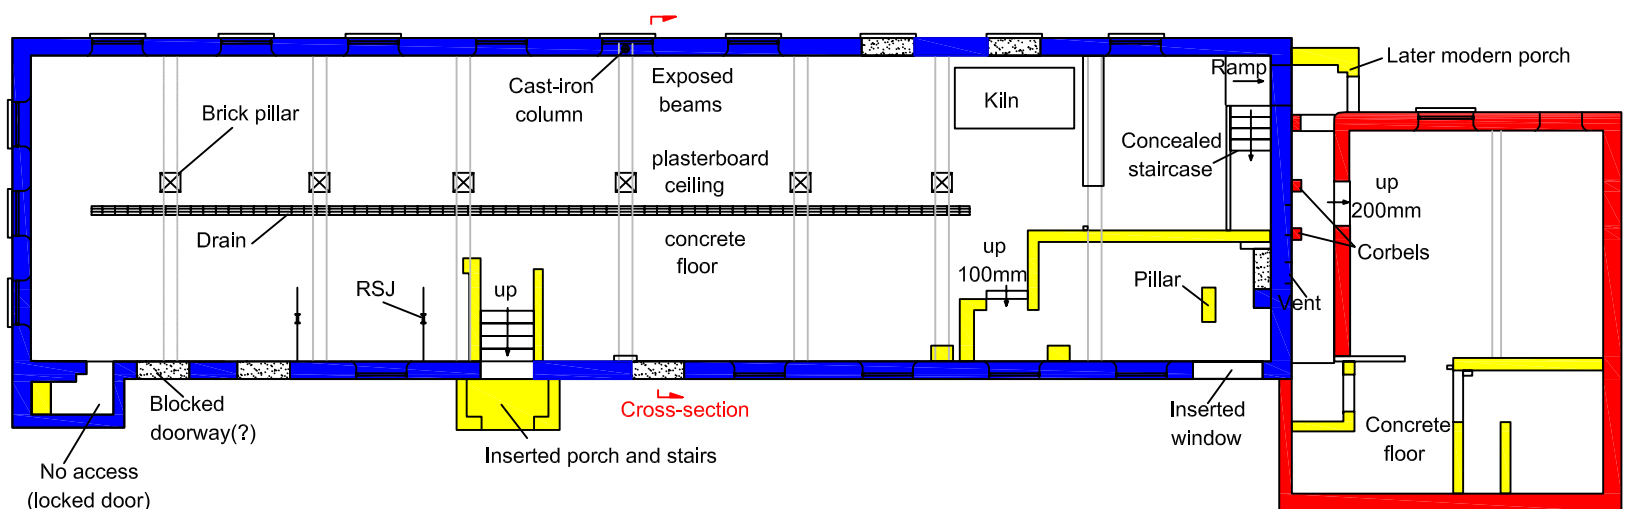 Later modern porch
Ramp
Cast-iron
column
Exposed
beams
Kiln
Brick pillar
Concealed
staircase
plasterboard
ceiling
up
200mm
Drain
concrete
floor
up
100mm
Corbels
RSJ
up
Pillar
Vent
Blocked
doorway(?)
Cross-section
Inserted
window
Concrete
floor
Inserted porch and stairs
No access
(locked door)